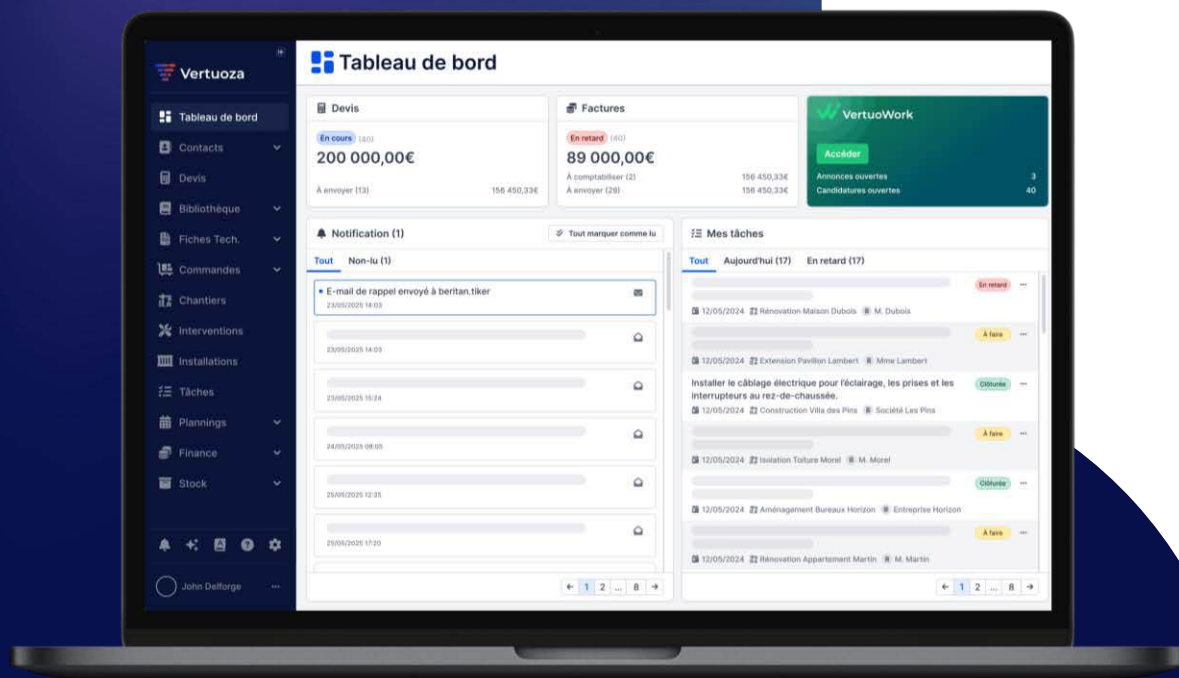 Vertuoza
Tableau de bord
Contacts
Devis
Bibliothèque
Fiches Tech.
Commandes
Chantiers
Interventions
Installations
Tâches
Plannings
Finance
Stock
John Delforge
Tableau de bord
Devis
En cours (40)
200 000,00€
À envoyer (13) 156 450,33€
Factures
En retard (40)
89 000,00€
À comptabiliser (2) 156 450,33€
À envoyer (29) 156 450,33€
VertuoWork
Accéder
Annonces ouvertes 3
Candidatures ouvertes 40
Notification (1)
Tout marquer comme lu
Tout Non-lu (1)
E-mail de rappel envoyé à beritan.tiker
23/05/2025 14:03
23/05/2025 14:03
23/05/2025 15:24
24/05/2025 09:05
25/05/2025 12:35
25/05/2025 17:20
← 1 2 ... 8 →
Mes tâches
Tout Aujourd'hui (17) En retard (17)
En retard
12/05/2024 Rénovation Maison Dubois M. Dubois
À faire
12/05/2024 Extension Pavillon Lambert Mme Lambert
Installer le câblage électrique pour l'éclairage, les prises et les
interrupteurs au rez-de-chaussée.
Clôturée
12/05/2024 Construction Villa des Pins Société Les Pins
À faire
12/05/2024 Isolation Toiture Morel M. Morel
Clôturée
12/05/2024 Aménagement Bureaux Horizon Entreprise Horizon
À faire
12/05/2024 Rénovation Appartement Martin M. Martin
← 1 2 ... 8 →